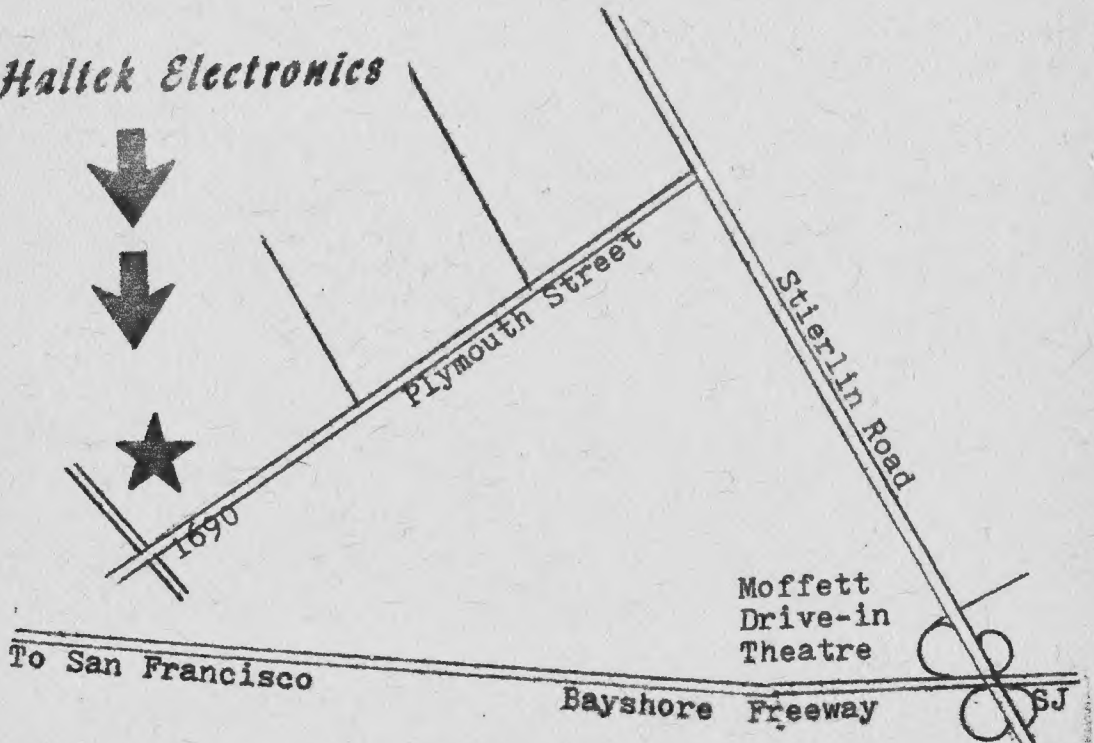 Haltek Electronics
Plymouth Street
Stierlin Road
1690
Moffett
Drive-in
Theatre
To San Francisco
Bayshore Freeway
SJ